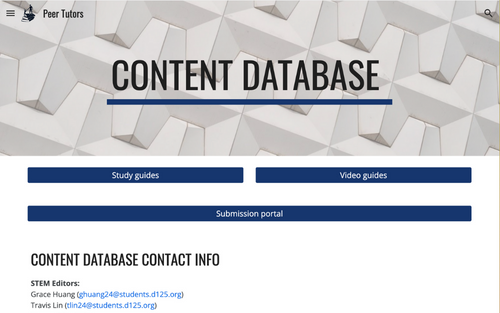 Peer Tutors
CONTENT DATABASE
Study guides
Video guides
Submission portal
CONTENT DATABASE CONTACT INFO
STEM Editors:
Grace Huang (ghuang24@students.d125.org)
Travis Lin (tlin24@students.d125.org)